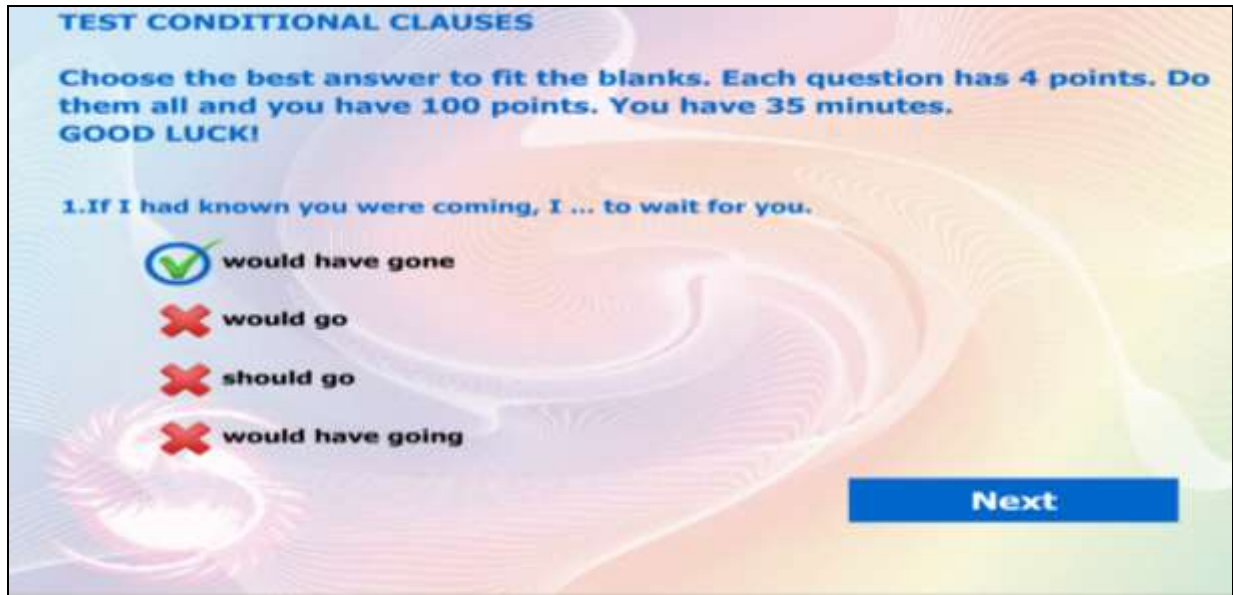 TEST CONDITIONAL CLAUSES
Choose the best answer to fit the blanks. Each question has 4 points. Do
them all and you have 100 points. You have 35 minutes.
GOOD LUCK!
1.If I had known you were coming, I ... to wait for you.
would have gone
would go
should go
would have going
Next